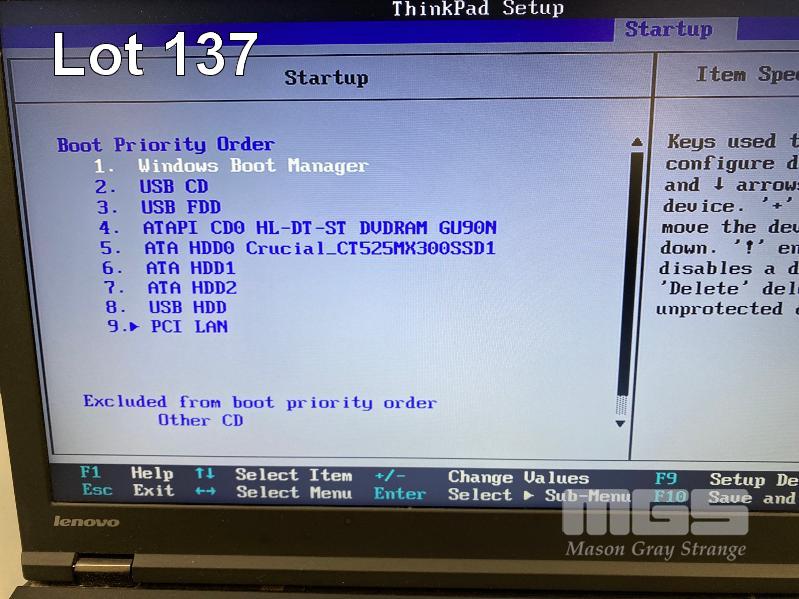 ThinkPad Setup
Startup
Lot 137
Startup
Item Spe
Boot Priority Order
1. Windows Boot Manager
2. USB CD
3. USB FDD
4. ATAPI CD0 HL-DT-ST DVDRAM GU90N
5. ATA HDD0 Crucial_CT525MX300SSD1
6. ATA HDD1
7. ATA HDD2
8. USB HDD
9.▶ PCI LAN
Excluded from boot priority order
Other CD
Keys used t
configure d
and ↓ arrows
device. '+'
move the dev
down. '!' en
disables a d
'Delete' del
unprotected d
F1 Help ↑↓ Select Item +/- Change Values F9 Setup De
Esc Exit ←→ Select Menu Enter Select ▶ Sub-Menu F10 Save and
lenovo
MGS
Mason Gray Strange